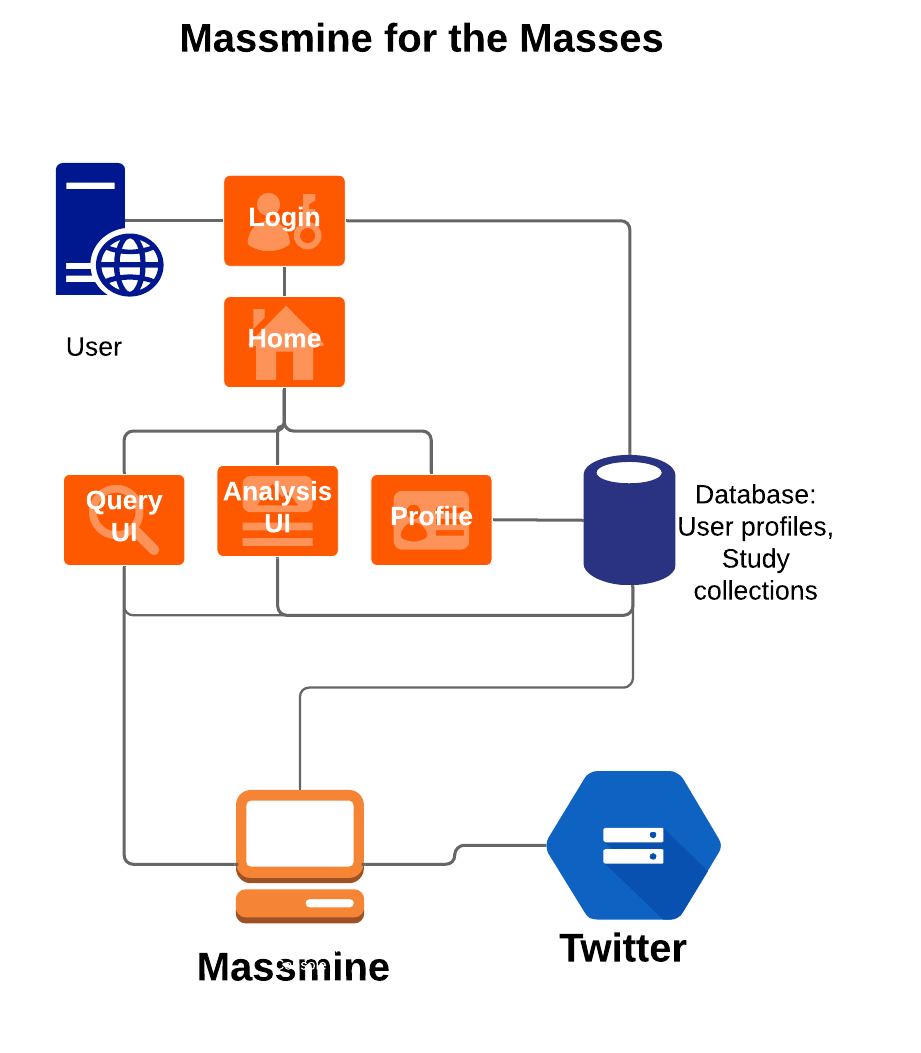 Massmine for the Masses
Login
Home
User
Query
UI
Analysis
UI
Profile
Database:
User profiles,
Study
collections
Massmine
Twitter